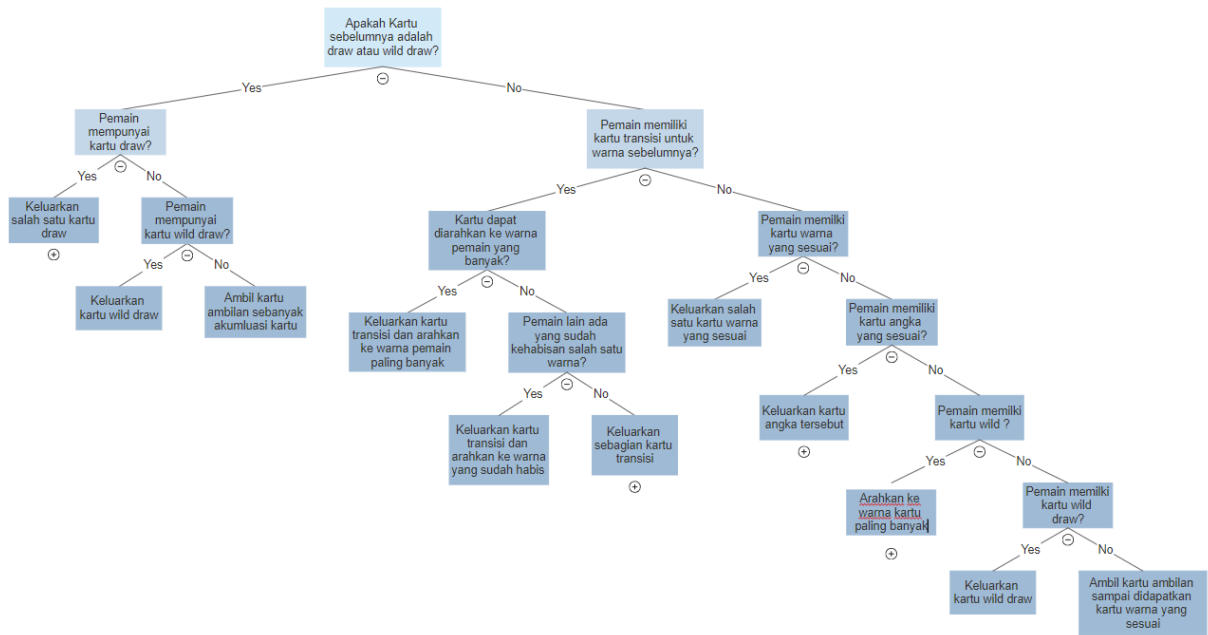 Apakah Kartu
sebelumnya adalah
draw atau wild draw?
Yes
No
Pemain
mempunyai
kartu draw?
Pemain memiliki
kartu transisi untuk
warna sebelumnya?
Yes
No
Yes
No
Keluarkan
salah satu kartu
draw
Pemain
mempunyai
kartu wild draw?
Kartu dapat
diarahkan ke warna
pemain yang
banyak?
Pemain memilki
kartu warna
yang sesuai?
Yes
No
Yes
No
Yes
No
Keluarkan
kartu wild draw
Ambil kartu
ambilan sebanyak
akumluasi kartu
Keluarkan kartu
transisi dan arahkan
ke warna pemain
paling banyak
Pemain lain ada
yang sudah
kehabisan salah satu
warna?
Keluarkan salah
satu kartu warna
yang sesuai
Pemain memiliki
kartu angka
yang sesuai?
Yes
No
Yes
No
Keluarkan kartu
transisi dan
arahkan ke warna
yang sudah habis
Keluarkan
sebagian kartu
transisi
Keluarkan kartu
angka tersebut
Pemain memilki
kartu wild ?
Yes
No
Arahkan ke
warna kartu
paling banyak
Pemain memilki
kartu wild
draw?
Yes
No
Keluarkan
kartu wild draw
Ambil kartu ambilan
sampai didapatkan
kartu warna yang
sesuai